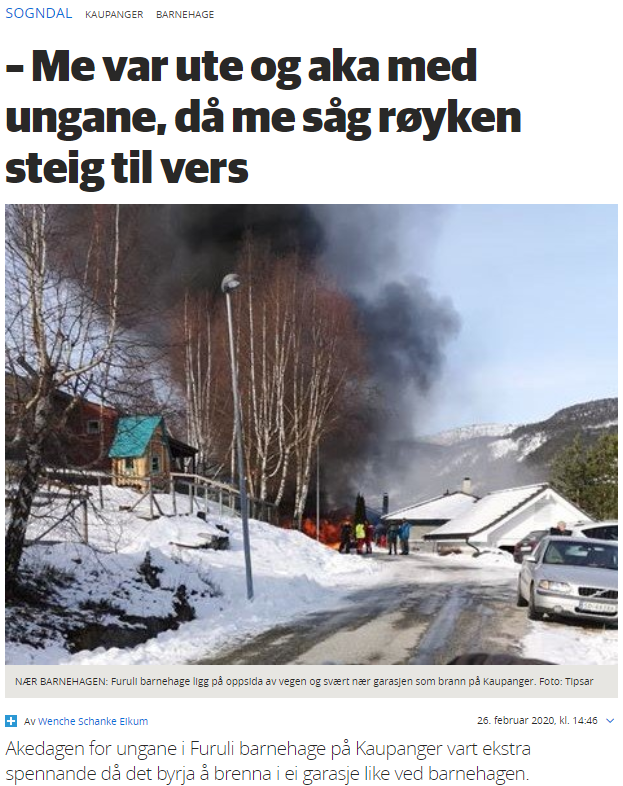 SOGNDAL KAUPANGER BARNEHAGE
– Me var ute og aka med
ungane, då me såg røyken
steig til vers
NÆR BARNEHAGEN: Furuli barnehage ligg på oppsida av vegen og svært nær garasjen som brann på Kaupanger. Foto: Tipsar
Av Wenche Schanke Eikum
26. februar 2020, kl. 14:46
Akedagen for ungane i Furuli barnehage på Kaupanger vart ekstra
spennande då det byrja å brenna i ei garasje like ved barnehagen.